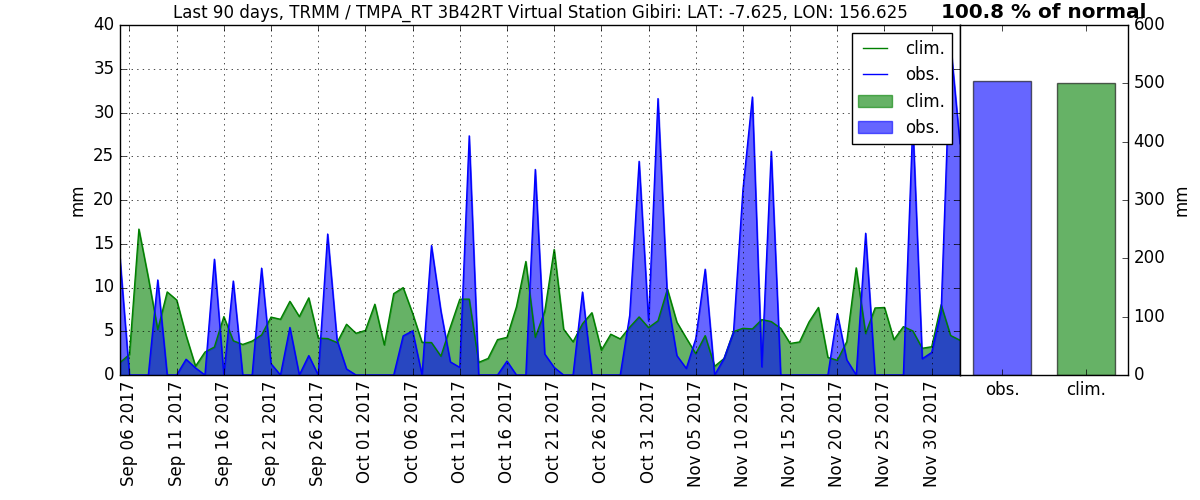 Last 90 days, TRMM / TMPA_RT 3B42RT Virtual Station Gibiri: LAT: -7.625, LON: 156.625
100.8 % of normal
40
35
30
25
20
15
10
5
0
mm
clim.
obs.
clim.
obs.
600
500
400
300
200
100
0
mm
Sep 06 2017
Sep 11 2017
Sep 16 2017
Sep 21 2017
Sep 26 2017
Oct 01 2017
Oct 06 2017
Oct 11 2017
Oct 16 2017
Oct 21 2017
Oct 26 2017
Oct 31 2017
Nov 05 2017
Nov 10 2017
Nov 15 2017
Nov 20 2017
Nov 25 2017
Nov 30 2017
obs.
clim.